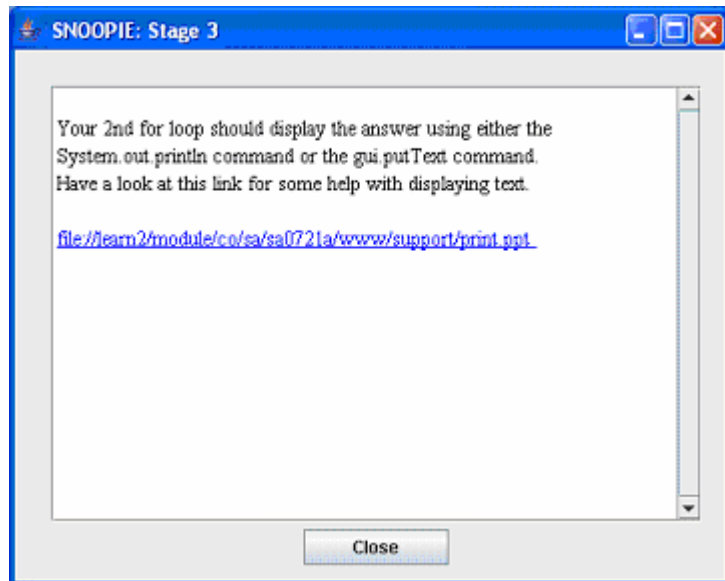 SNOOPIE: Stage 3
Your 2nd for loop should display the answer using either the
System.out.println command or the gui.putText command.
Have a look at this link for some help with displaying text.
file://learn2/module/co/sa/sa0721a/www/support/print.ppt
Close